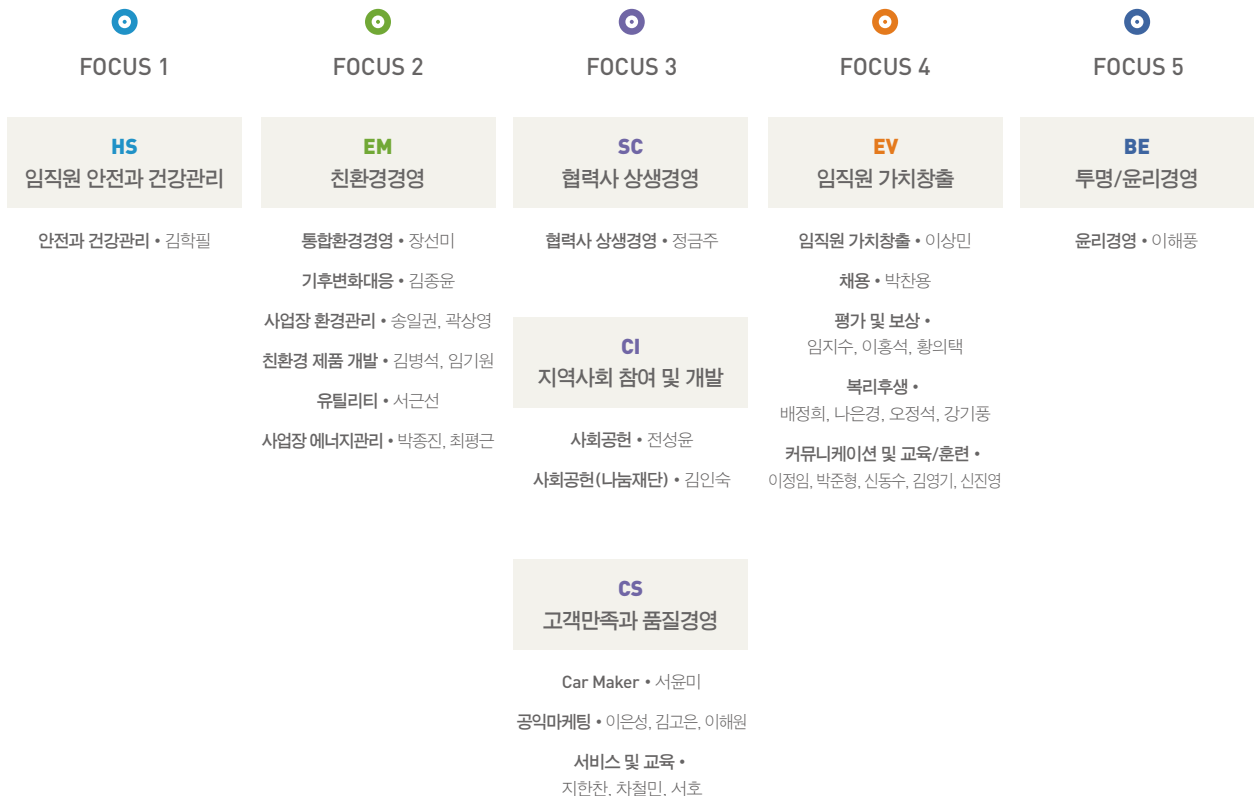 FOCUS 1
HS
임직원 안전과 건강관리
안전과 건강관리 • 김학필
FOCUS 2
EM
친환경경영
통합환경경영 • 장선미
기후변화대응 • 김종윤
사업장 환경관리 • 송일권, 곽상영
친환경 제품 개발 • 김병석, 임기원
유틸리티 • 서근선
사업장 에너지관리 • 박종진, 최평근
FOCUS 3
SC
협력사 상생경영
협력사 상생경영 • 정금주
CI
지역사회 참여 및 개발
사회공헌 • 전성윤
사회공헌(나눔재단) • 김인숙
CS
고객만족과 품질경영
Car Maker • 서윤미
공익마케팅 • 이은성, 김고은, 이해원
서비스 및 교육 •
지한찬, 차철민, 서호
FOCUS 4
EV
임직원 가치창출
임직원 가치창출 • 이상민
채용 • 박찬용
평가 및 보상 •
임지수, 이홍석, 황의택
복리후생 •
배정희, 나은경, 오정석, 강기풍
커뮤니케이션 및 교육/훈련 •
이정임, 박준형, 신동수, 김영기, 신진영
FOCUS 5
BE
투명/윤리경영
윤리경영 • 이해풍